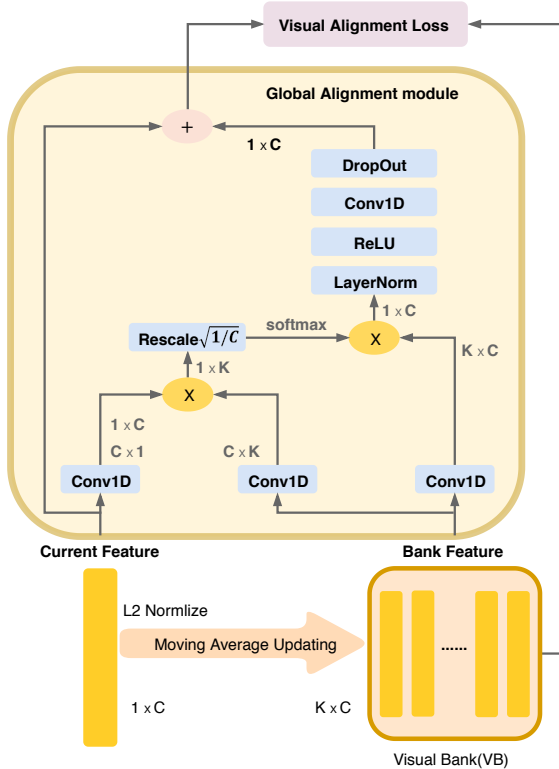 Visual Alignment Loss
Global Alignment module
+
1 x C
DropOut
Conv1D
ReLU
LayerNorm
1 x C
softmax
Rescale√1/C
X
K x C
1 x K
X
1 x C
C x 1
C x K
Conv1D
Conv1D
Conv1D
Current Feature
Bank Feature
L2 Normlize
Moving Average Updating
......
1 x C
K x C
Visual Bank(VB)